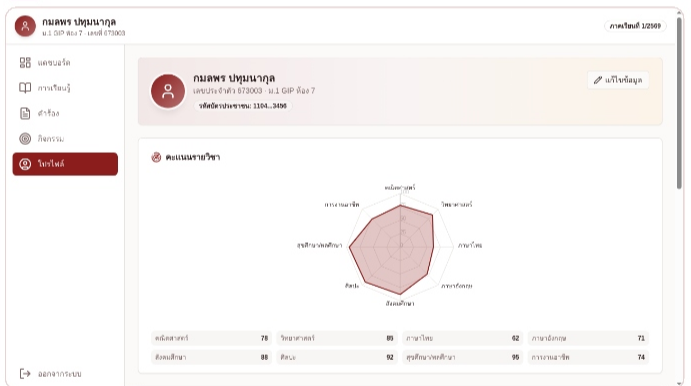 กมลพร ปทุมนากุล
ม.1 GIP ห้อง 7 · เลขที่ 673003
ภาคเรียนที่ 1/2569
แดชบอร์ด
การเรียนรู้
คำร้อง
กิจกรรม
โปรไฟล์
ออกจากระบบ
กมลพร ปทุมนากุล
เลขประจำตัว 673003 · ม.1 GIP ห้อง 7
รหัสบัตรประชาชน: 1104...3456
แก้ไขข้อมูล
คะแนนรายวิชา
คณิตศาสตร์
การงานอาชีพ
วิทยาศาสตร์
สุขศึกษา/พลศึกษา
ภาษาไทย
ศิลปะ
ภาษาอังกฤษ
สังคมศึกษา
คณิตศาสตร์ 78 วิทยาศาสตร์ 85 ภาษาไทย 62 ภาษาอังกฤษ 71
สังคมศึกษา 88 ศิลปะ 92 สุขศึกษา/พลศึกษา 95 การงานอาชีพ 74